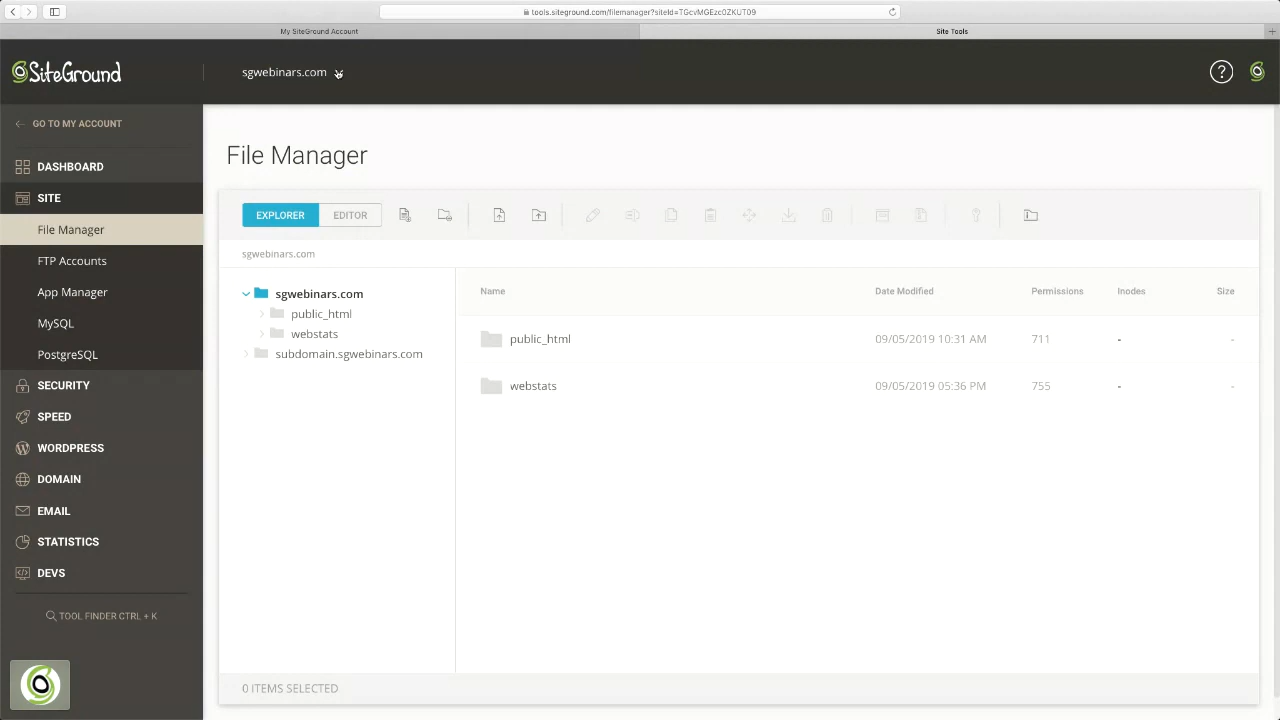 tools.siteground.com/filemanager?siteId=TGcvMGEzc0ZKUT09
My SiteGround Account
Site Tools
SiteGround
sgwebinars.com
GO TO MY ACCOUNT
DASHBOARD
SITE
File Manager
FTP Accounts
App Manager
MySQL
PostgreSQL
SECURITY
SPEED
WORDPRESS
DOMAIN
EMAIL
STATISTICS
DEVS
TOOL FINDER CTRL + K
File Manager
EXPLORER EDITOR
sgwebinars.com
sgwebinars.com
public_html
webstats
subdomain.sgwebinars.com
Name Date Modified Permissions Inodes Size
public_html 09/05/2019 10:31 AM 711 - -
webstats 09/05/2019 05:36 PM 755 - -
0 ITEMS SELECTED